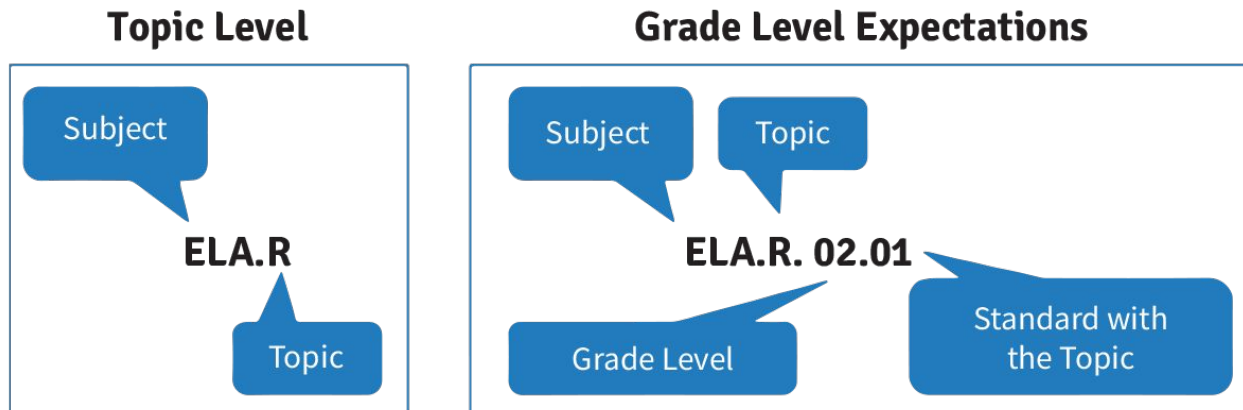 Topic Level
Subject
ELA.R
Topic
Grade Level Expectations
Subject
Topic
ELA.R. 02.01
Grade Level
Standard with
the Topic